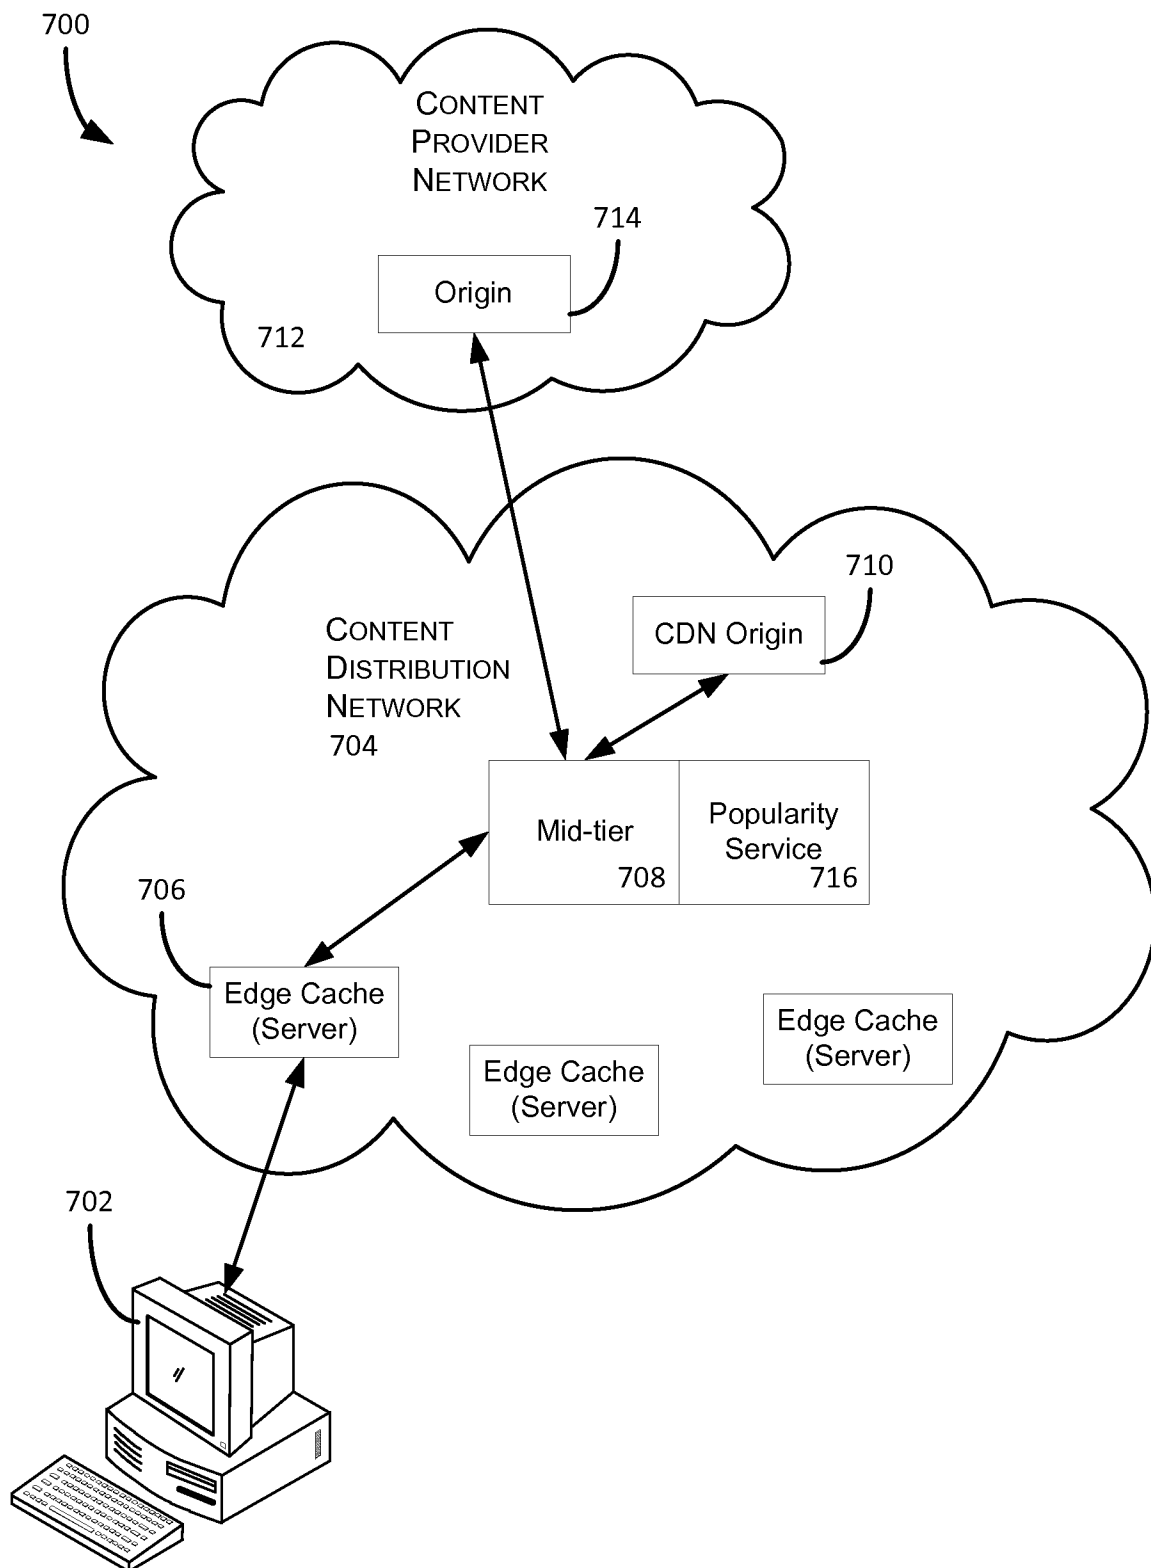 700
CONTENT
PROVIDER
NETWORK
714
Origin
712
710
CDN Origin
CONTENT
DISTRIBUTION
NETWORK
704
Mid-tier
708
Popularity
Service
716
706
Edge Cache
(Server)
Edge Cache
(Server)
Edge Cache
(Server)
702